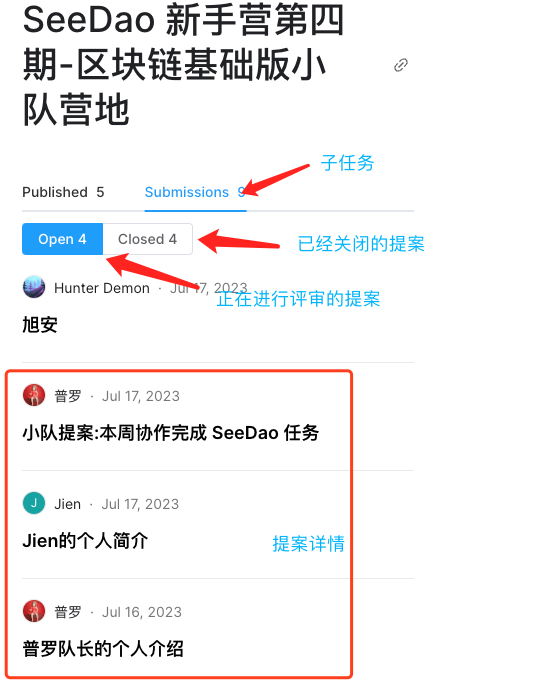 SeeDao 新手营第四
期-区块链基础版小
队营地
子任务
Published 5
Submissions 9
Open 4
Closed 4
已经关闭的提案
Hunter Demon · Jul 17, 2023
正在进行评审的提案
旭安
普罗 · Jul 17, 2023
小队提案:本周协作完成 SeeDao 任务
J
Jien · Jul 17, 2023
Jien的个人简介
提案详情
普罗 · Jul 16, 2023
普罗队长的个人介绍